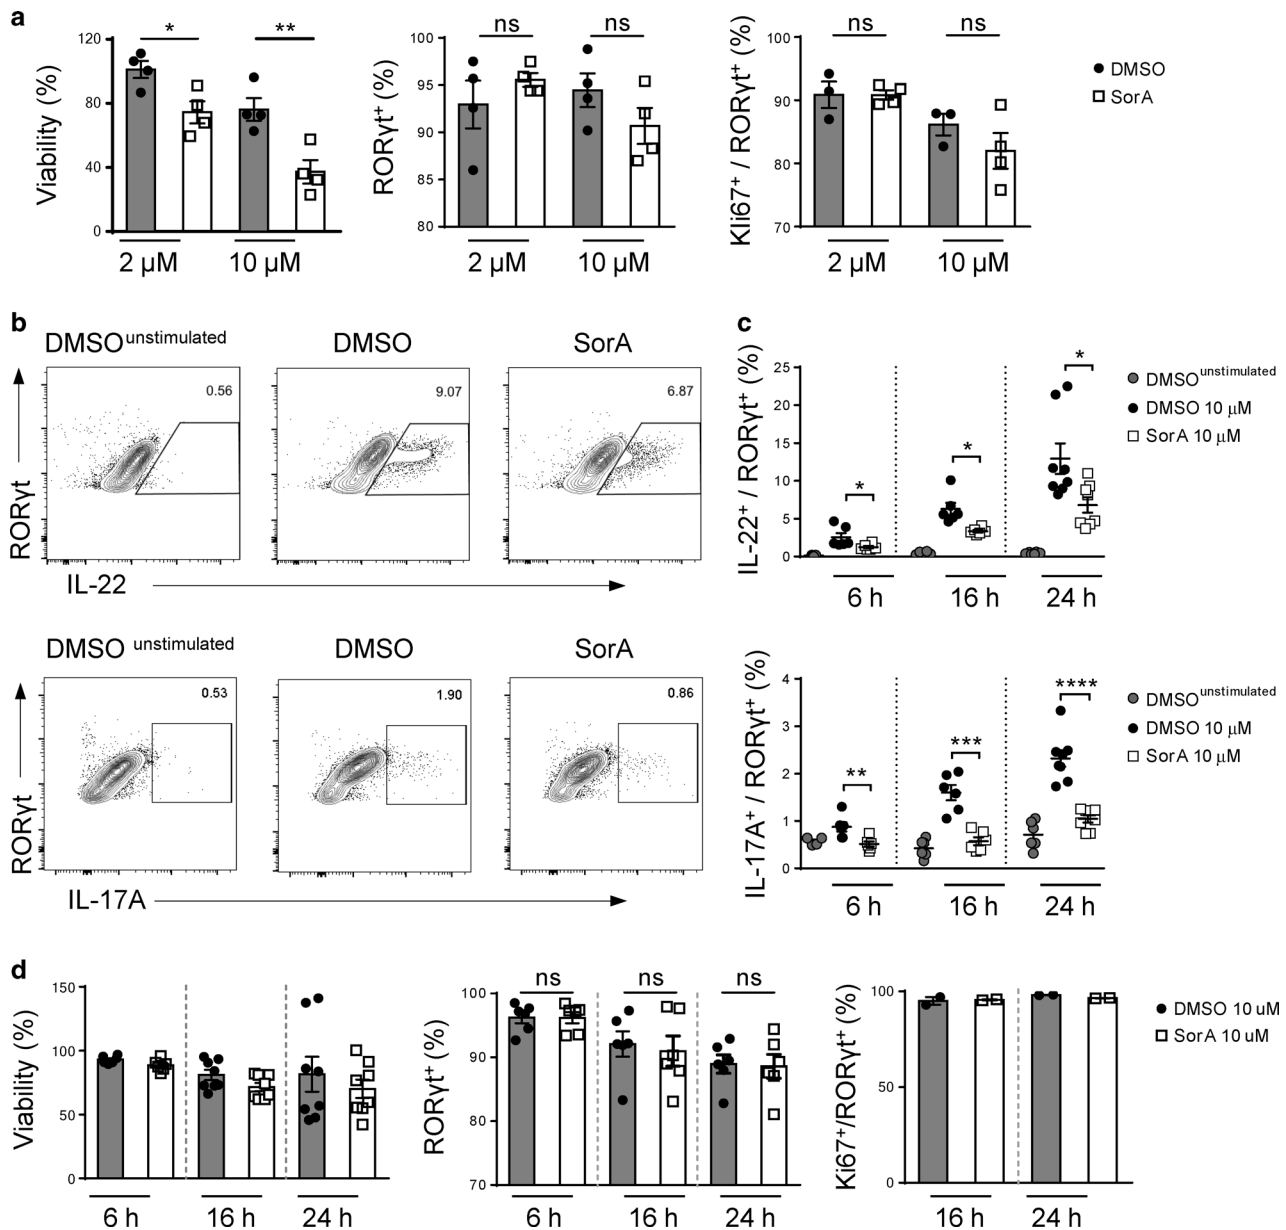 a
* **
120
80
40
0
Viability (%)
2 µM 10 µM
ns ns
100
95
90
85
80
RORγt⁺ (%)
2 µM 10 µM
ns ns
100
90
80
70
Kli67⁺ / RORγt⁺ (%)
2 µM 10 µM
DMSO
SorA
b
DMSO unstimulated DMSO SorA
0.56 9.07 6.87
RORγt
IL-22
DMSO unstimulated DMSO SorA
0.53 1.90 0.86
RORγt
IL-17A
c
25
20
15
10
5
0
IL-22⁺ / RORγt⁺ (%)
* * *
6 h 16 h 24 h
DMSO unstimulated
DMSO 10 µM
SorA 10 µM
4
3
2
1
0
IL-17A⁺ / RORγt⁺ (%)
** *** ****
6 h 16 h 24 h
DMSO unstimulated
DMSO 10 µM
SorA 10 µM
d
150
100
50
0
Viability (%)
6 h 16 h 24 h
ns ns ns
100
90
80
70
RORγt⁺ (%)
6 h 16 h 24 h
100
50
0
Ki67⁺/RORγt⁺ (%)
16 h 24 h
DMSO 10 uM
SorA 10 uM